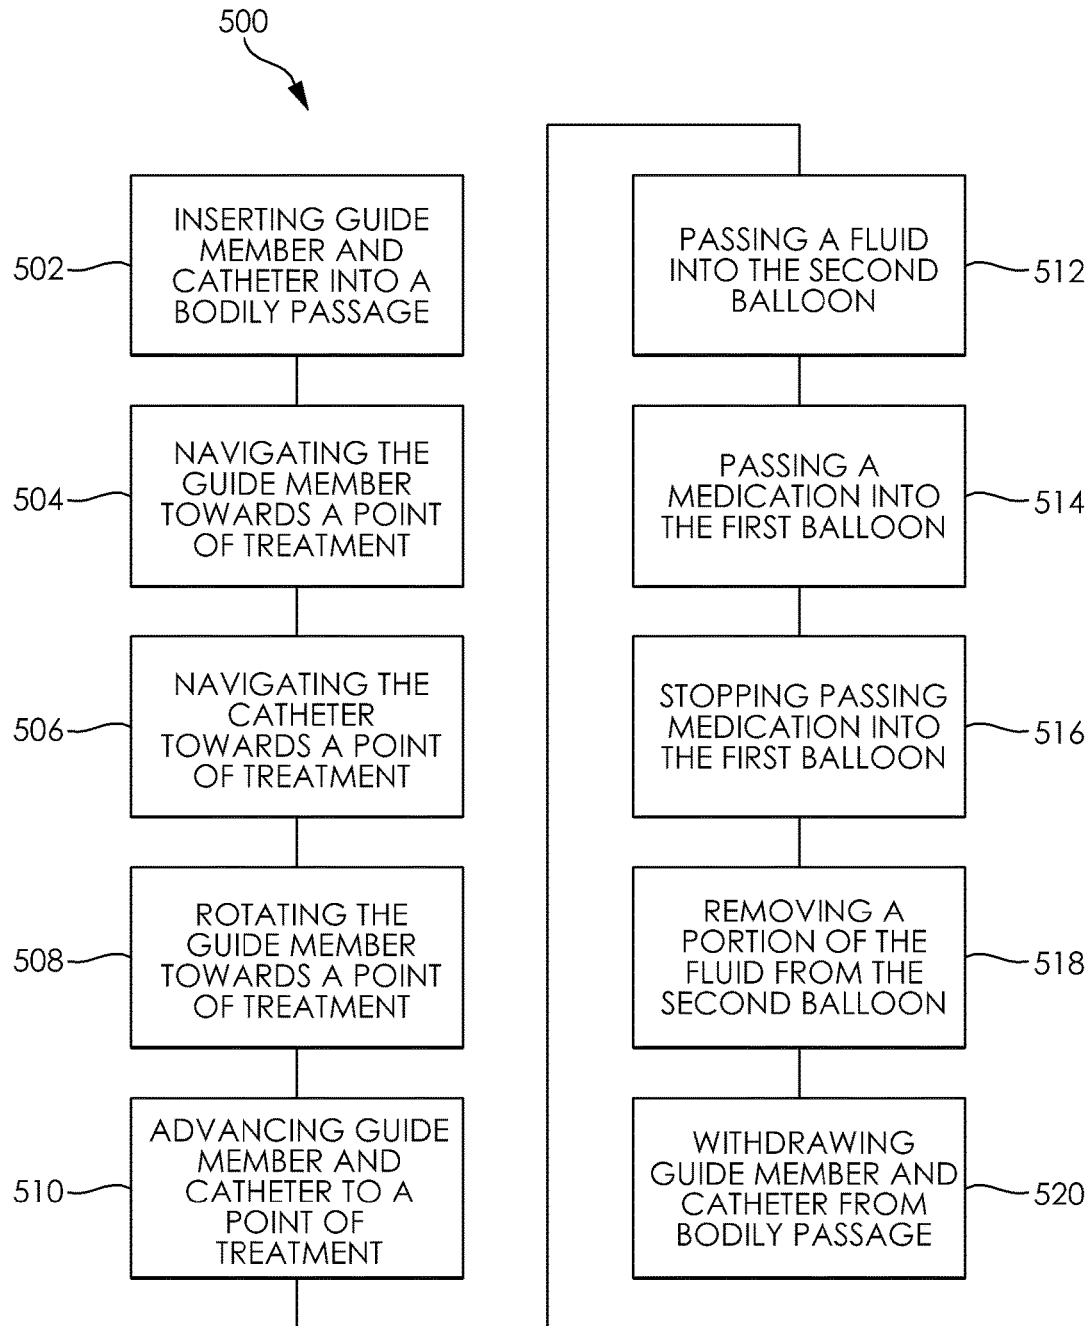 500
502
INSERTING GUIDE
MEMBER AND
CATHETER INTO A
BODILY PASSAGE
504
NAVIGATING THE
GUIDE MEMBER
TOWARDS A POINT
OF TREATMENT
506
NAVIGATING THE
CATHETER
TOWARDS A POINT
OF TREATMENT
508
ROTATING THE
GUIDE MEMBER
TOWARDS A POINT
OF TREATMENT
510
ADVANCING GUIDE
MEMBER AND
CATHETER TO A
POINT OF
TREATMENT
PASSING A FLUID
INTO THE SECOND
BALLOON
512
PASSING A
MEDICATION INTO
THE FIRST BALLOON
514
STOPPING PASSING
MEDICATION INTO
THE FIRST BALLOON
516
REMOVING A
PORTION OF THE
FLUID FROM THE
SECOND BALLOON
518
WITHDRAWING
GUIDE MEMBER AND
CATHETER FROM
BODILY PASSAGE
520